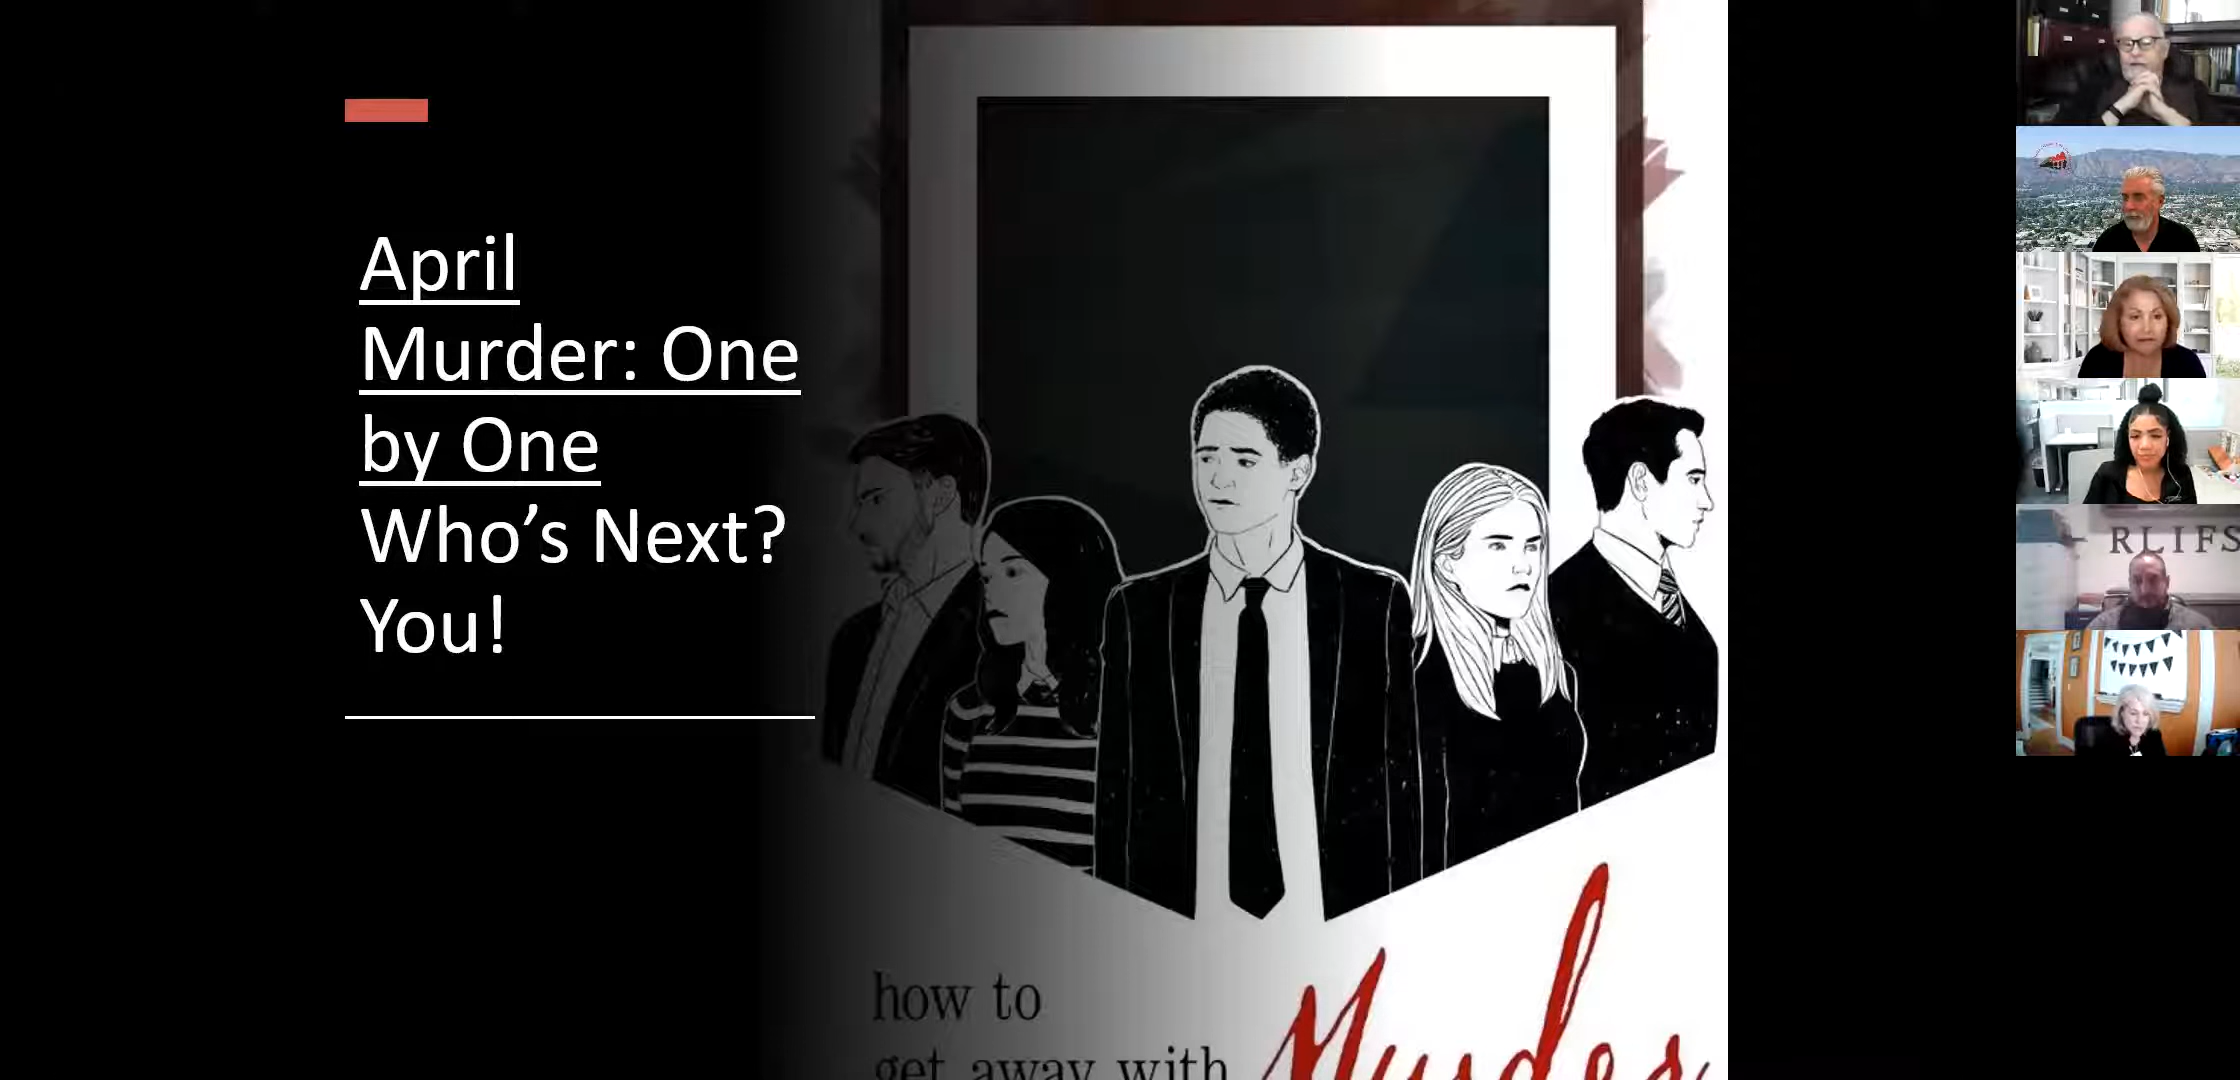 April
Murder: One
by One
Who's Next?
You!
how to
get away with
Murder
RLIFS